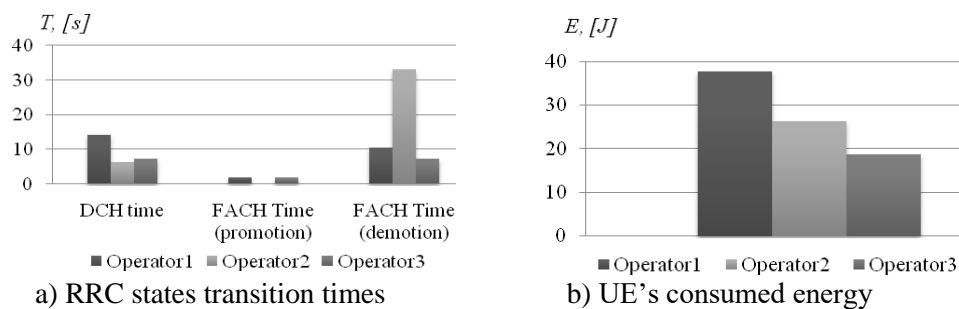 T, [s]
40
30
20
10
0
DCH time
FACH Time
(promotion)
FACH Time
(demotion)
Operator1 Operator2 Operator3
a) RRC states transition times
E, [J]
40
30
20
10
0
Operator1 Operator2 Operator3
b) UE’s consumed energy